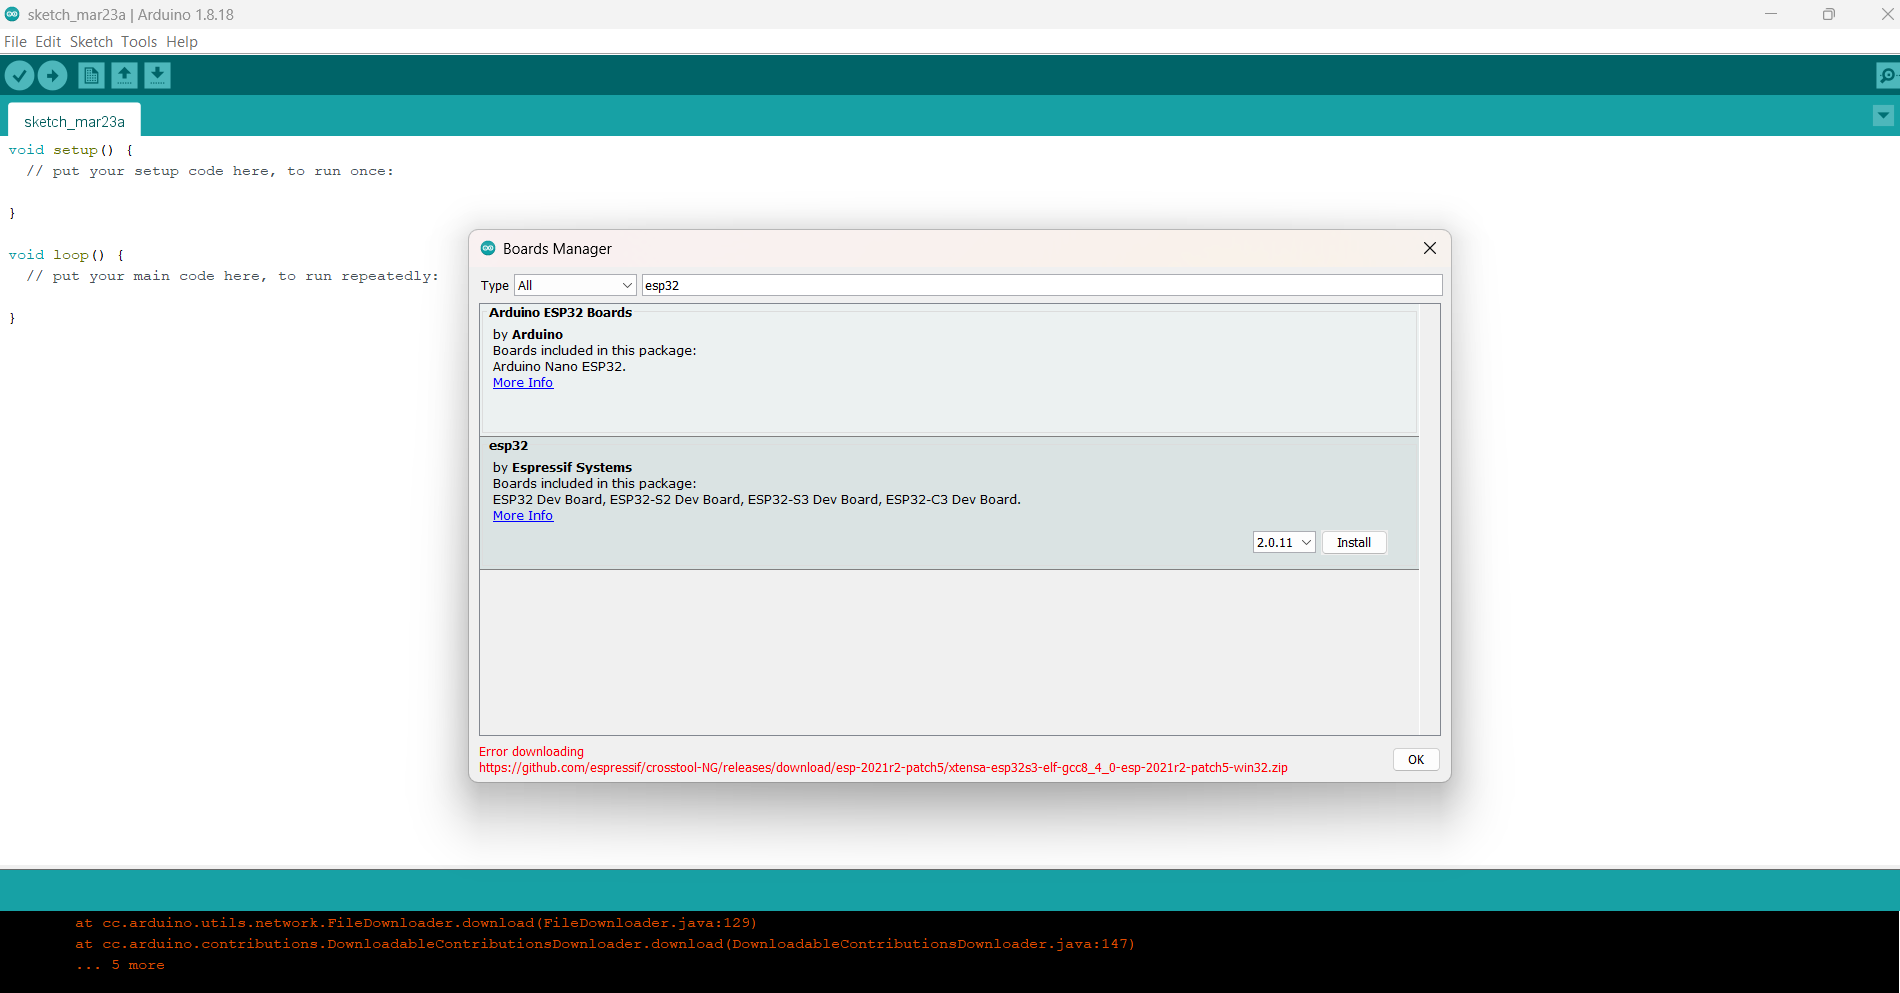 sketch_mar23a | Arduino 1.8.18
File Edit Sketch Tools Help
sketch_mar23a
void setup() {
// put your setup code here, to run once:
}
void loop() {
// put your main code here, to run repeatedly:
}
Boards Manager
Type All esp32
Arduino ESP32 Boards
by Arduino
Boards included in this package:
Arduino Nano ESP32.
More Info
esp32
by Espressif Systems
Boards included in this package:
ESP32 Dev Board, ESP32-S2 Dev Board, ESP32-S3 Dev Board, ESP32-C3 Dev Board.
More Info
2.0.11 Install
Error downloading
https://github.com/espressif/crosstool-NG/releases/download/esp-2021r2-patch5/xtensa-esp32s3-elf-gcc8_4_0-esp-2021r2-patch5-win32.zip
OK
at cc.arduino.utils.network.FileDownloader.download(FileDownloader.java:129)
at cc.arduino.contributions.DownloadableContributionsDownloader.download(DownloadableContributionsDownloader.java:147)
... 5 more